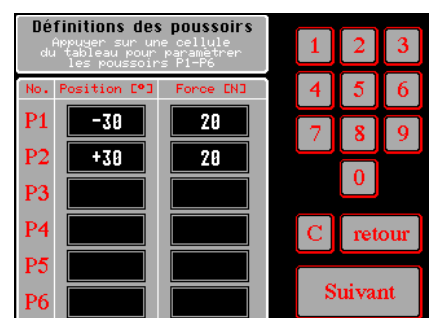 Définitions des poussoirs
Appuyer sur une cellule
du tableau pour paramètrer
les poussoirs P1-P6
No. Position [°] Force [N]
P1 -30 20
P2 +30 20
P3
P4
P5
P6
1 2 3
4 5 6
7 8 9
0
C retour
Suivant